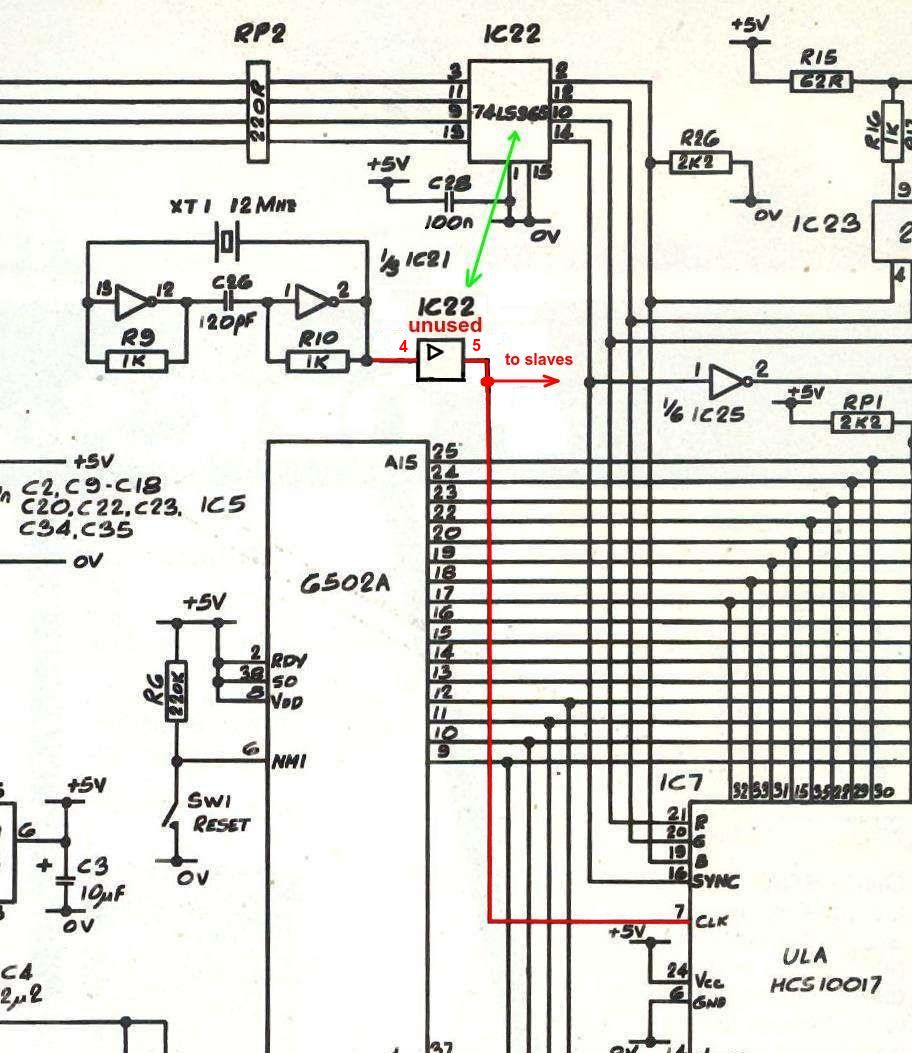 RP2
220R
IC22
3
11
9
13
74LS365
2
12
10
14
1
15
+5V
C28
100n
0V
+5V
R15
62R
R16
1K
R26
2K2
0V
IC23
9
2
4
XT1 12MHz
1/3 IC21
13
12
C26
120pF
1
2
R9
1K
R10
1K
IC22
unused
4
5
to slaves
1
2
1/6 IC25
+5V
RP1
2K2
+5V
C2, C9-C18
C20, C22, C23,
C34, C35
0V
IC5
A15
25
24
23
22
20
19
18
17
16
15
14
13
12
11
10
9
6502A
+5V
R6
220K
2
RDY
38
SO
8
VDD
6
NMI
SW1
RESET
0V
+5V
6
+
C3
10µF
0V
C4
2µ2
37
IC7
32 33 31 15 35 28 29 30
21
R
20
G
19
B
16
SYNC
7
CLK
+5V
24
Vcc
6
GND
0V
14
ULA
HCS10017